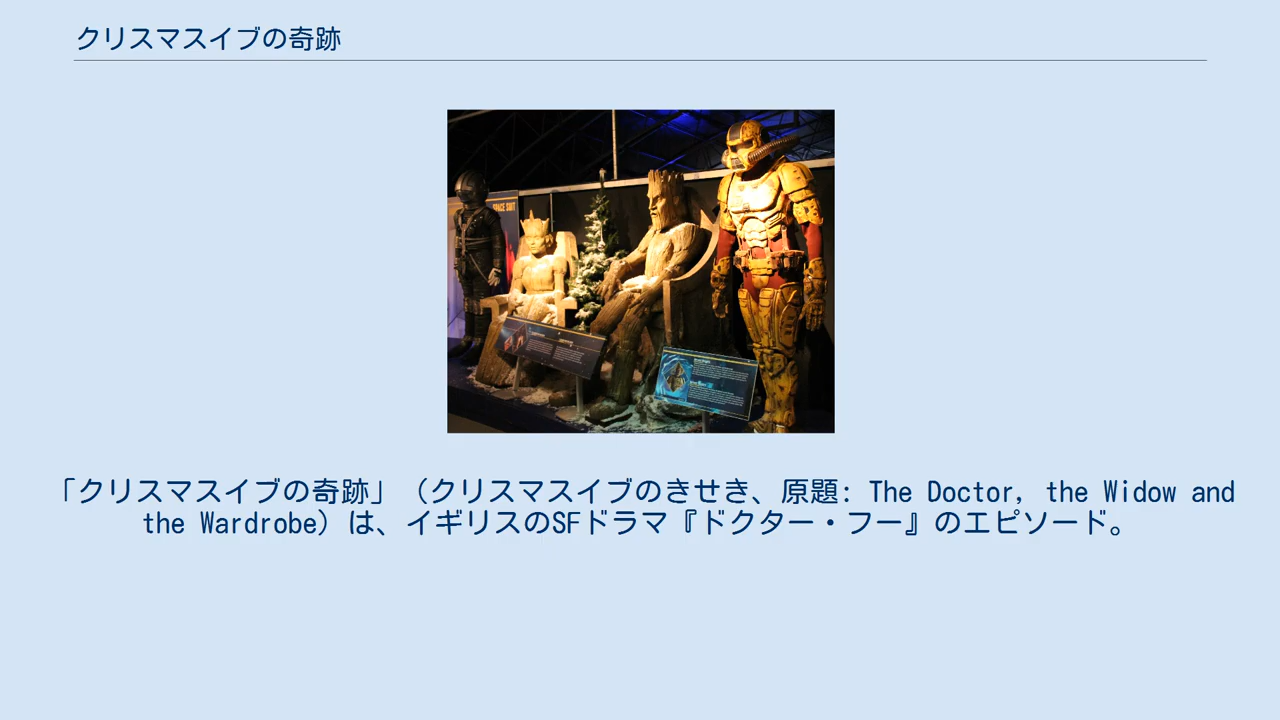 クリスマスイブの奇跡
SPACE SUIT
「クリスマスイブの奇跡」（クリスマスイブのきせき、原題: The Doctor, the Widow and
the Wardrobe）は、イギリスのSFドラマ『ドクター・フー』のエピソード。